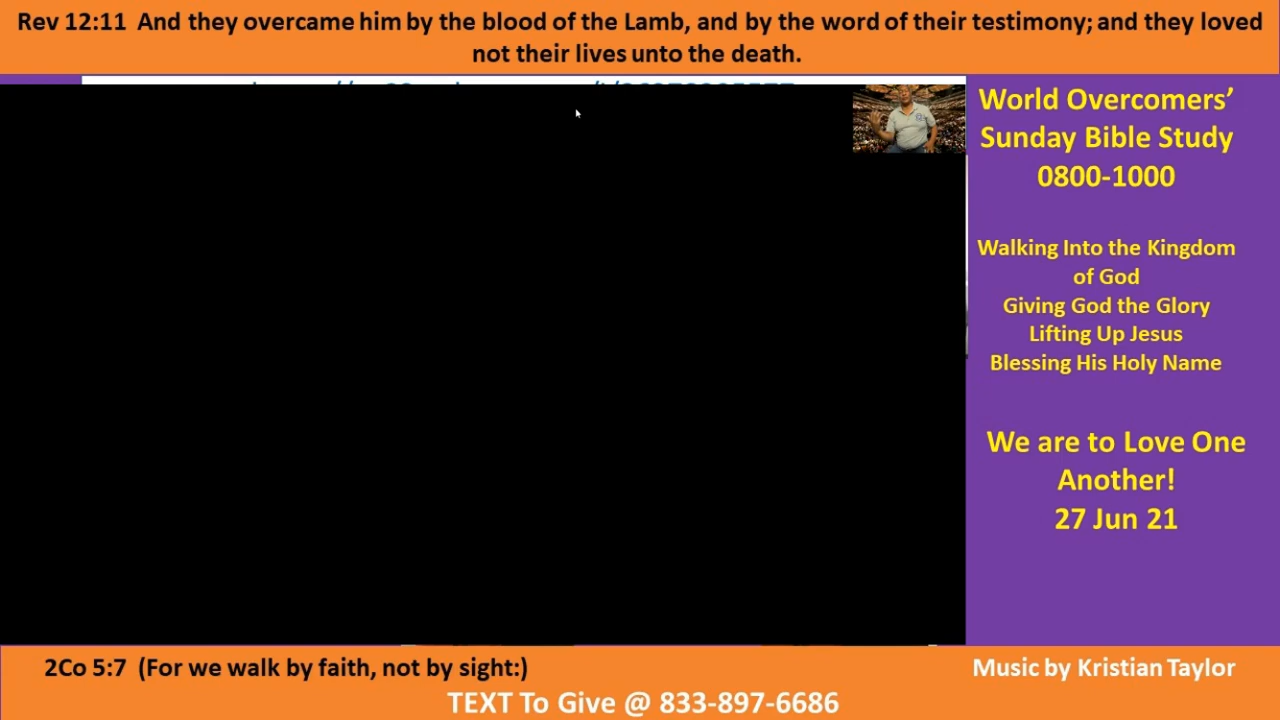 Rev 12:11  And they overcame him by the blood of the Lamb, and by the word of their testimony; and they loved
not their lives unto the death.
World Overcomers’
Sunday Bible Study
0800-1000
Walking Into the Kingdom
of God
Giving God the Glory
Lifting Up Jesus
Blessing His Holy Name
We are to Love One
Another!
27 Jun 21
2Co 5:7  (For we walk by faith, not by sight:)
Music by Kristian Taylor
TEXT To Give @ 833-897-6686